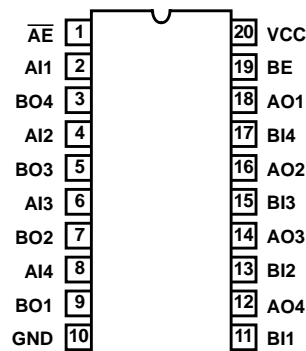 A̅E̅ 1 20 VCC
AI1 2 19 BE
BO4 3 18 AO1
AI2 4 17 BI4
BO3 5 16 AO2
AI3 6 15 BI3
BO2 7 14 AO3
AI4 8 13 BI2
BO1 9 12 AO4
GND 10 11 BI1